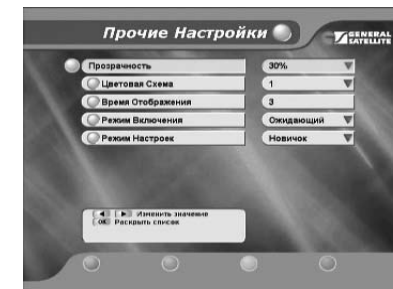 Прочие Настройки
GENERAL
SATELLITE
Прозрачность 30%
Цветовая Схема 1
Время Отображения 3
Режим Включения Ожидающий
Режим Настроек Новичок
◄ ► Изменить значение
OK Раскрыть список